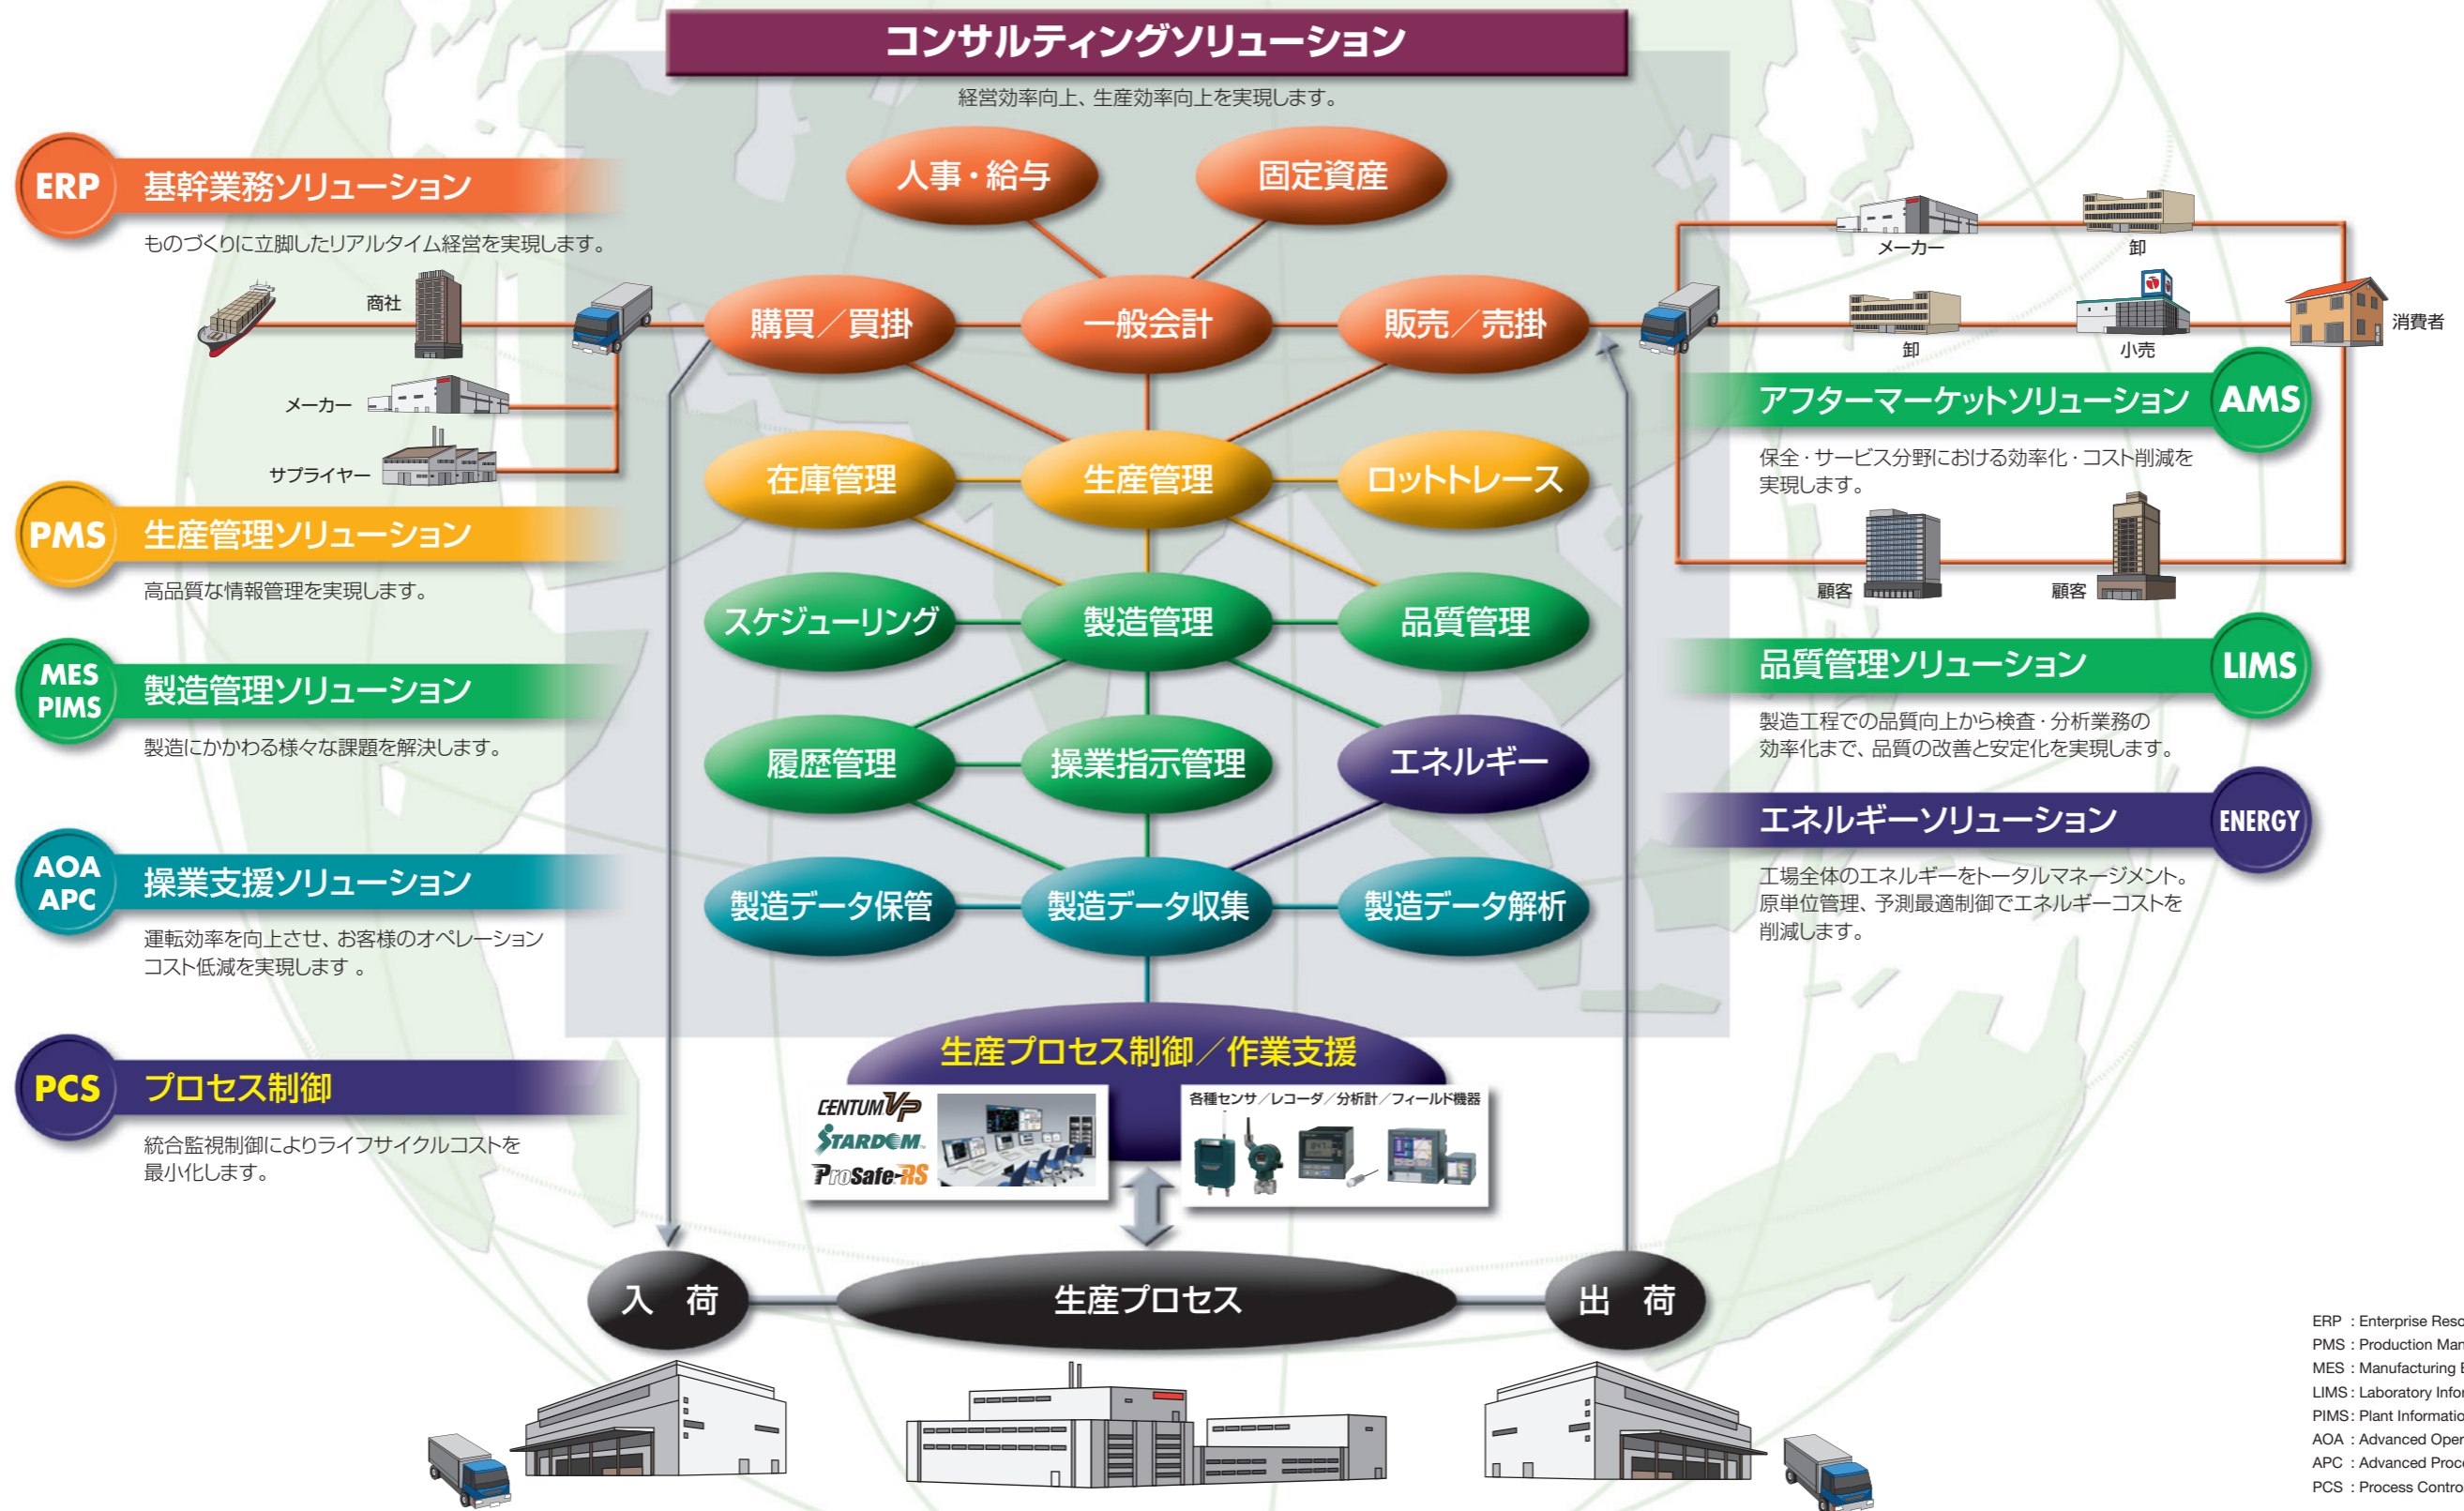 コンサルティングソリューション
経営効率向上、生産効率向上を実現します。
ERP 基幹業務ソリューション
ものづくりに立脚したリアルタイム経営を実現します。
商社
メーカー
サプライヤー
PMS 生産管理ソリューション
高品質な情報管理を実現します。
MES
PIMS
製造管理ソリューション
製造にかかわる様々な課題を解決します。
AOA
APC
操業支援ソリューション
運転効率を向上させ、お客様のオペレーション
コスト低減を実現します。
PCS プロセス制御
統合監視制御によりライフサイクルコストを
最小化します。
人事・給与 固定資産
購買／買掛 一般会計 販売／売掛
在庫管理 生産管理 ロットトレース
スケジューリング 製造管理 品質管理
履歴管理 操業指示管理 エネルギー
製造データ保管 製造データ収集 製造データ解析
生産プロセス制御／作業支援
CENTUM VP
STARDOM
ProSafe-RS
各種センサ／レコーダ／分析計／フィールド機器
入 荷 生産プロセス 出 荷
メーカー 卸
卸 小売
消費者
アフターマーケットソリューション AMS
保全・サービス分野における効率化・コスト削減を
実現します。
顧客 顧客
品質管理ソリューション LIMS
製造工程での品質向上から検査・分析業務の
効率化まで、品質の改善と安定化を実現します。
エネルギーソリューション ENERGY
工場全体のエネルギーをトータルマネージメント。
原単位管理、予測最適制御でエネルギーコストを
削減します。
ERP : Enterprise
PMS : Production
MES : Manufacturing
LIMS : Laboratory
PIMS : Plant
AOA : Advanced
APC : Advanced
PCS : Process